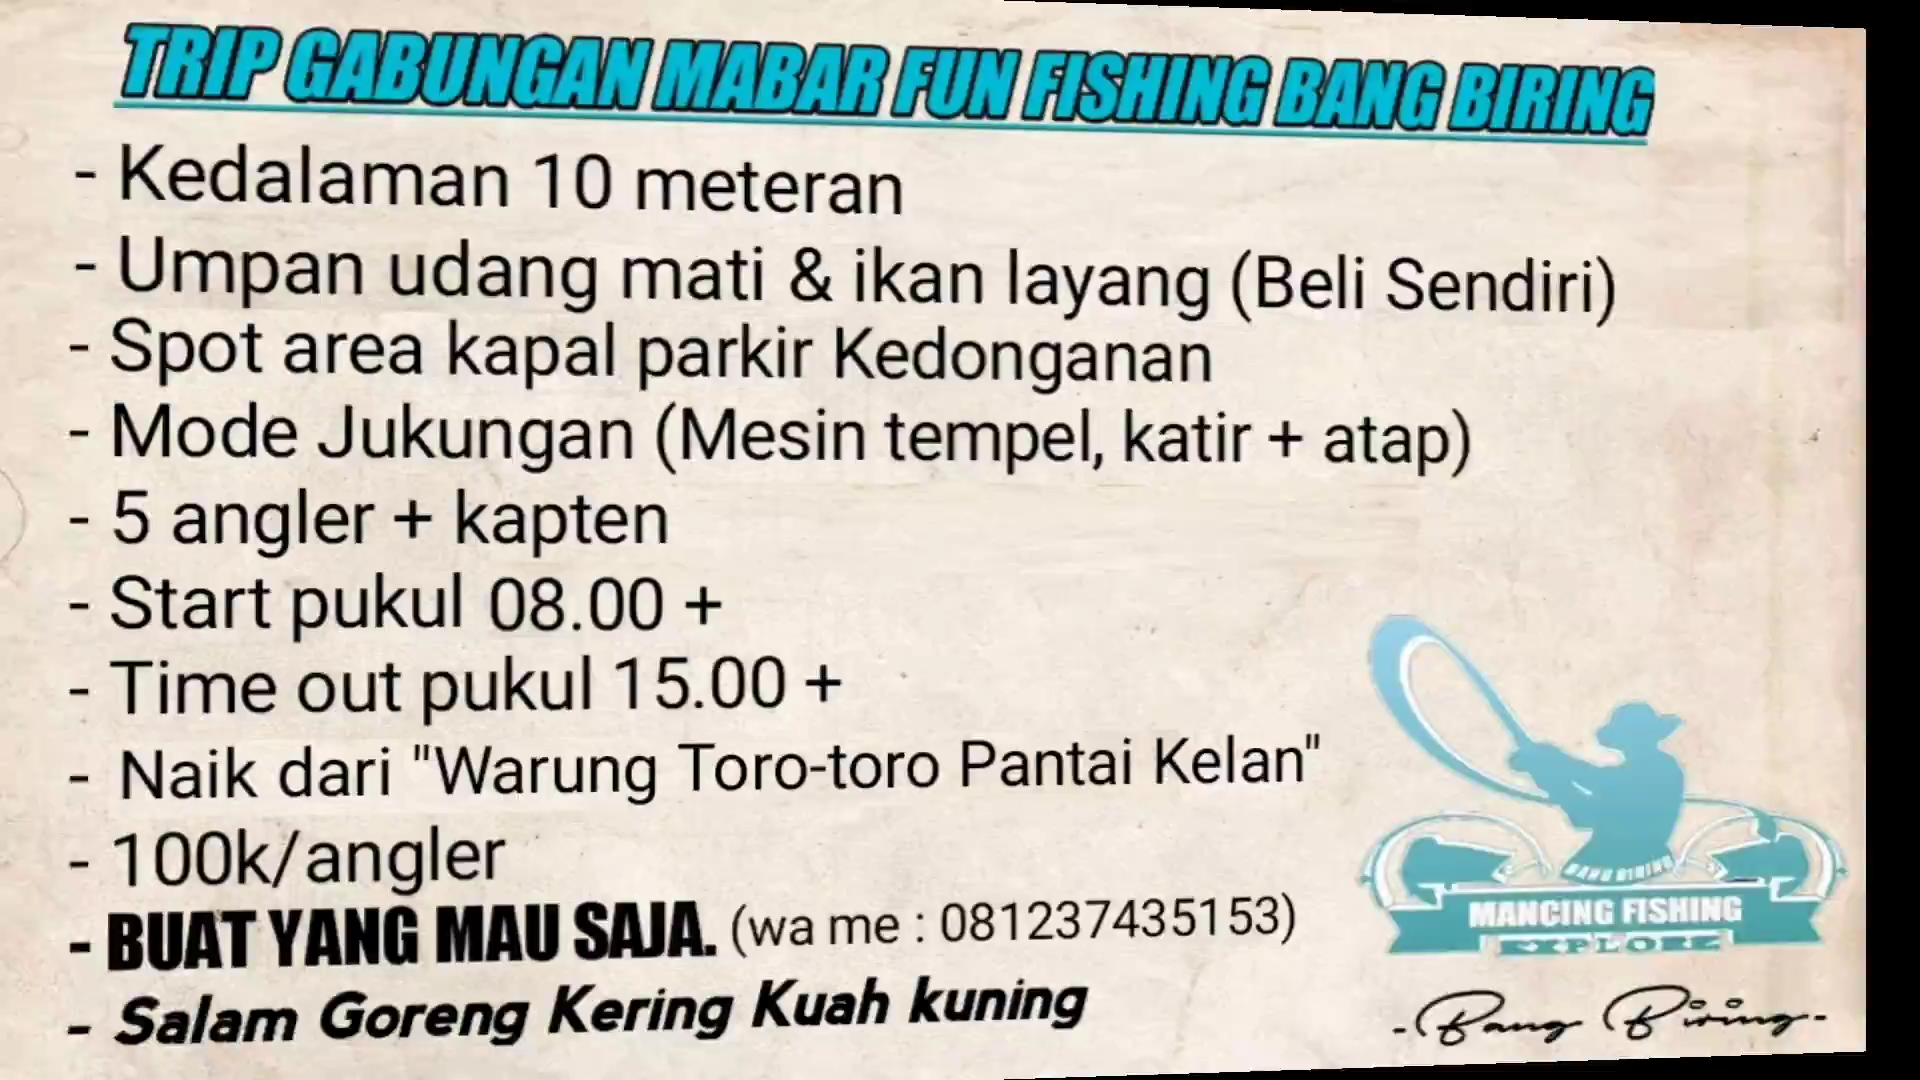 TRIP GABUNGAN MABAR FUN FISHING BANG BIRING
- Kedalaman 10 meteran
- Umpan udang mati & ikan layang (Beli Sendiri)
- Spot area kapal parkir Kedonganan
- Mode Jukungan (Mesin tempel, katir + atap)
- 5 angler + kapten
- Start pukul 08.00 +
- Time out pukul 15.00 +
- Naik dari "Warung Toro-toro Pantai Kelan"
- 100k/angler
- BUAT YANG MAU SAJA. (wa me : 081237435153)
- Salam Goreng Kering Kuah kuning
BANG BIRING
MANCING FISHING
EXPLORE
-Bang Biring-